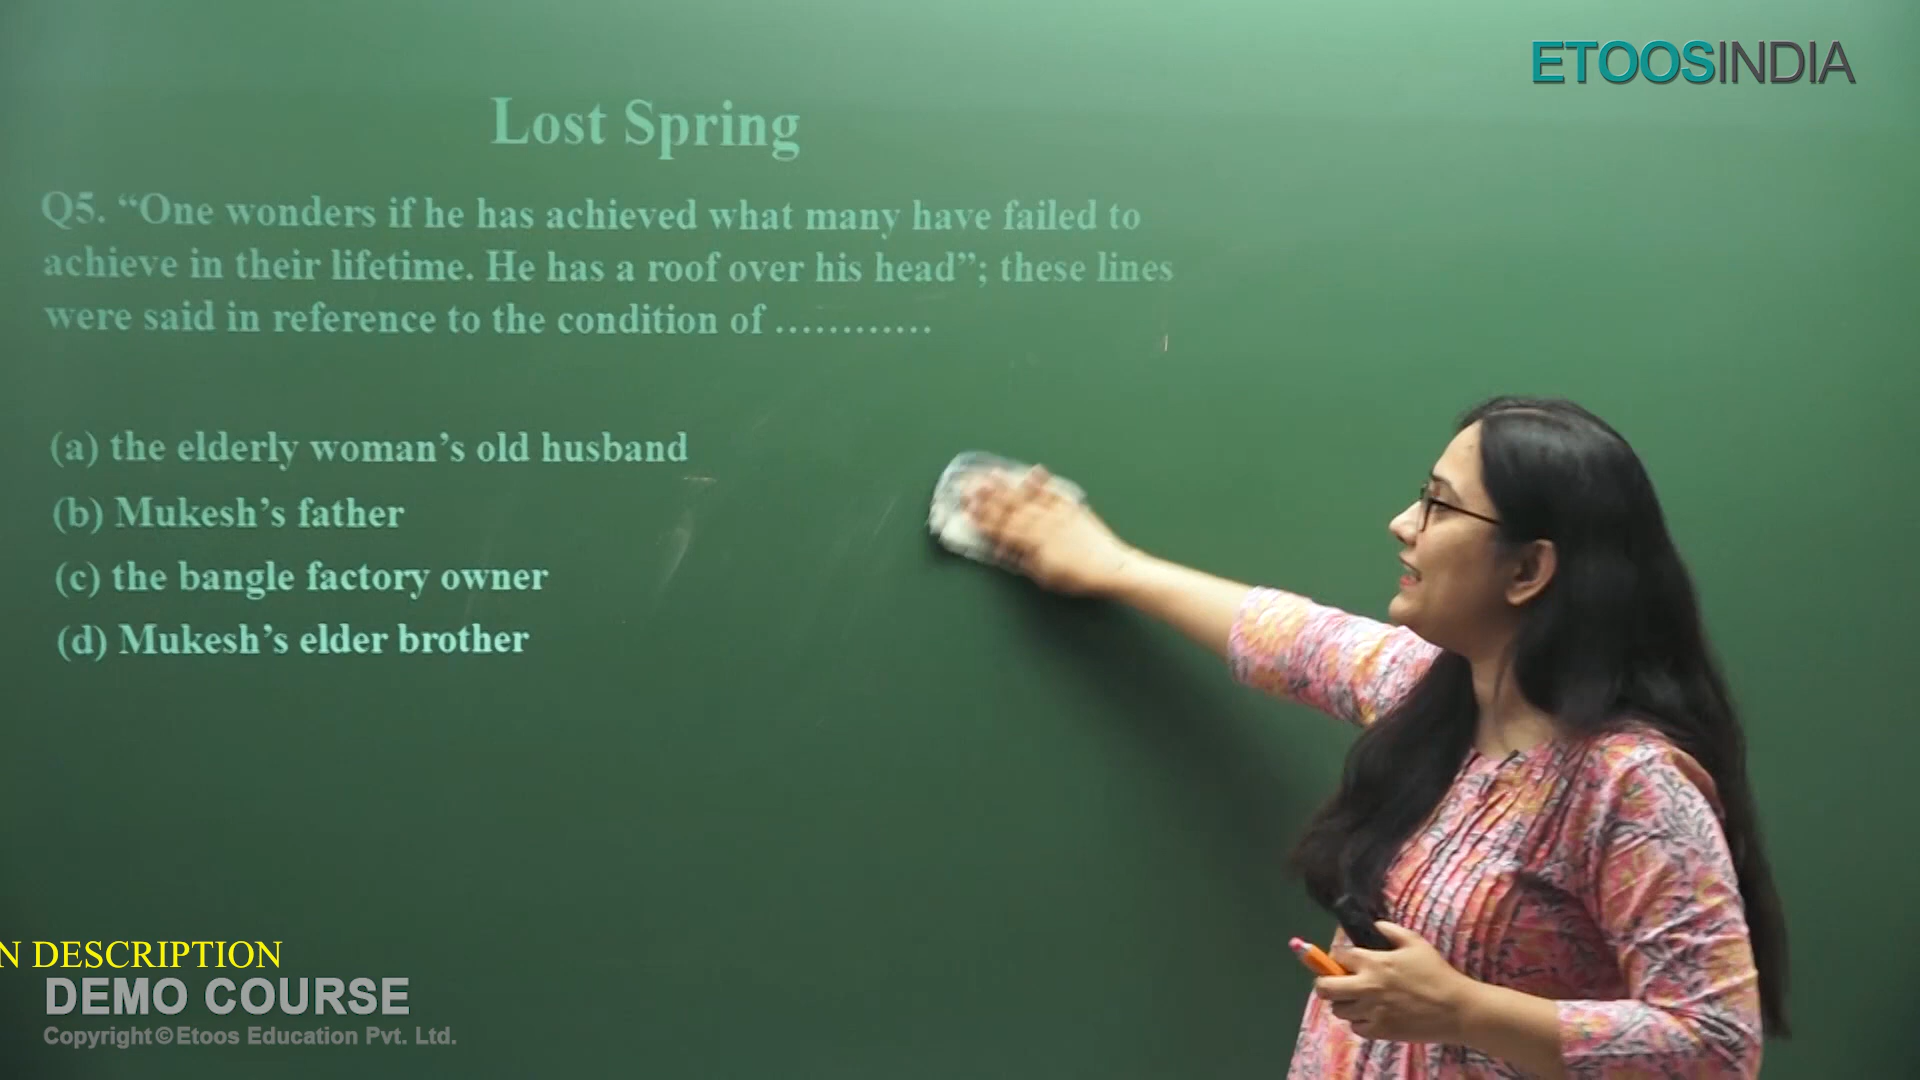 ETOOSINDIA
Lost Spring
Q5. “One wonders if he has achieved what many have failed to
achieve in their lifetime. He has a roof over his head”; these lines
were said in reference to the condition of …………
(a) the elderly woman’s old husband
(b) Mukesh’s father
(c) the bangle factory owner
(d) Mukesh’s elder brother
N DESCRIPTION
DEMO COURSE
Copyright © Etoos Education Pvt. Ltd.